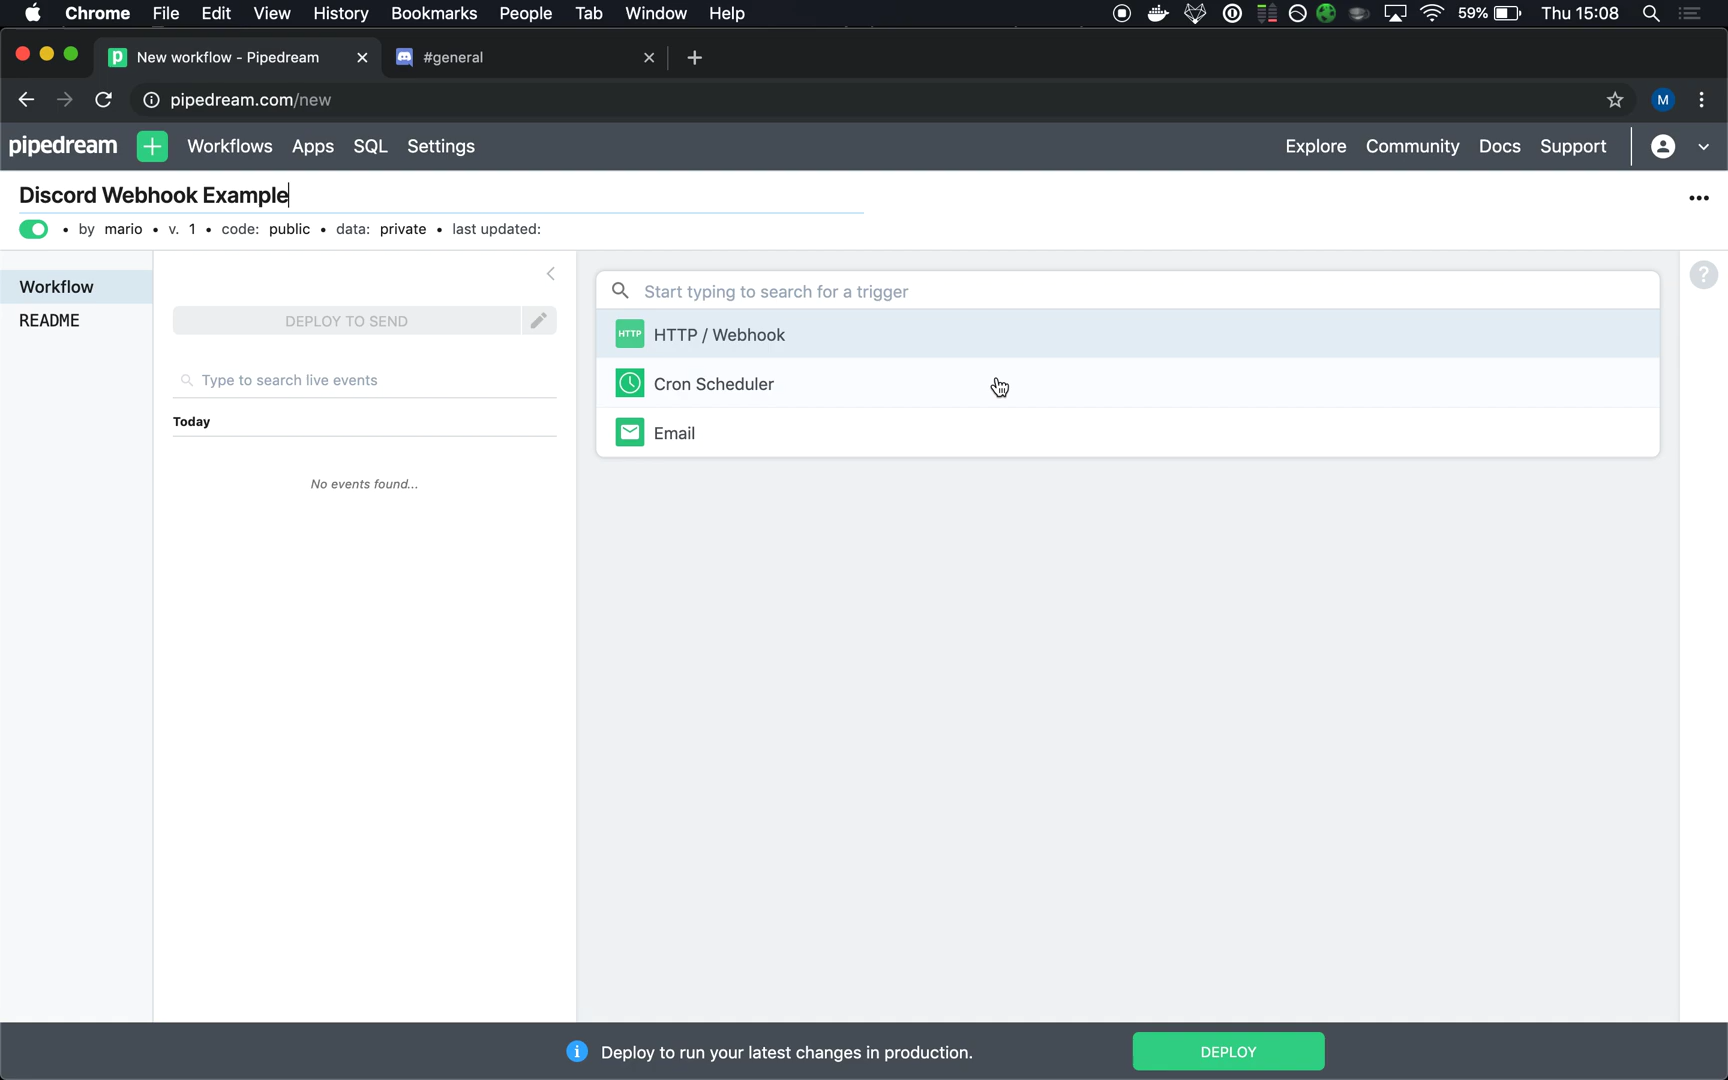 Chrome File Edit View History Bookmarks People Tab Window Help 59% Thu 15:08
New workflow - Pipedream #general
pipedream.com/new M
pipedream + Workflows Apps SQL Settings Explore Community Docs Support
Discord Webhook Example
• by mario • v. 1 • code: public • data: private • last updated:
Workflow
README
DEPLOY TO SEND
Type to search live events
Today
No events found...
Start typing to search for a trigger
HTTP HTTP / Webhook
Cron Scheduler
Email
?
Deploy to run your latest changes in production. DEPLOY